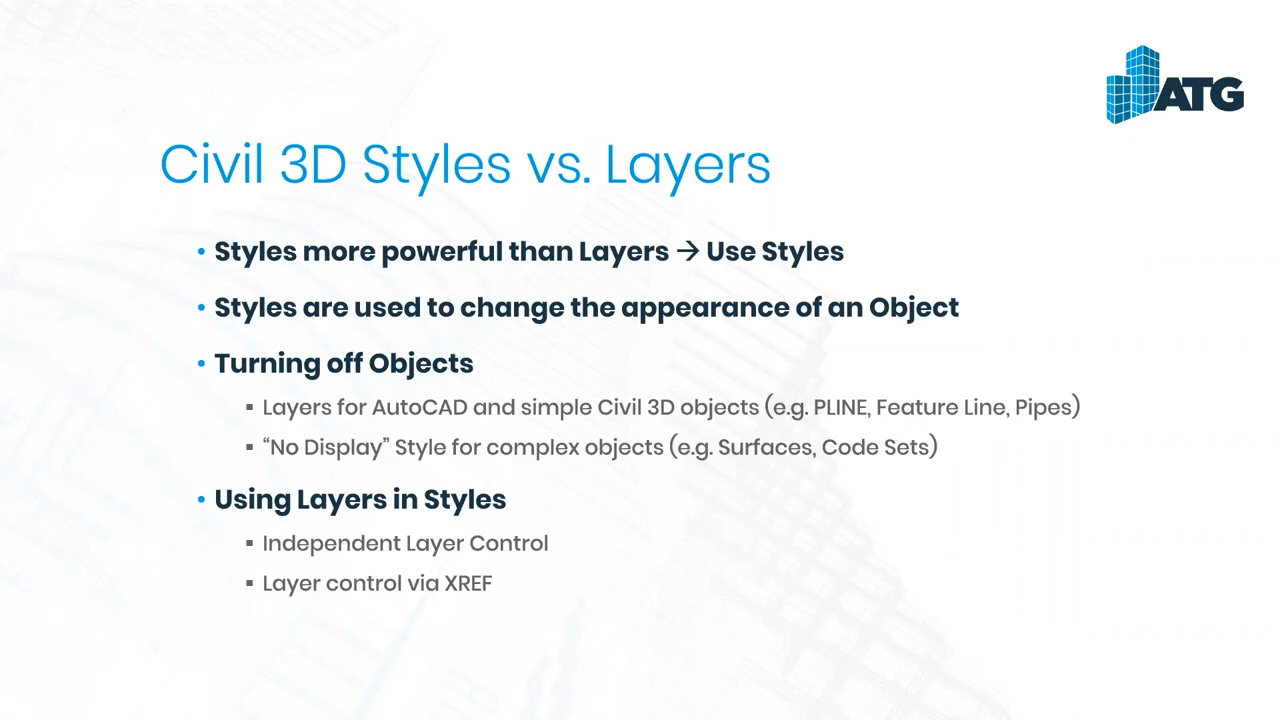 ATG
Civil 3D Styles vs. Layers
• Styles more powerful than Layers → Use Styles
• Styles are used to change the appearance of an Object
• Turning off Objects
▪ Layers for AutoCAD and simple Civil 3D objects (e.g. PLINE, Feature Line, Pipes)
▪ “No Display” Style for complex objects (e.g. Surfaces, Code Sets)
• Using Layers in Styles
▪ Independent Layer Control
▪ Layer control via XREF